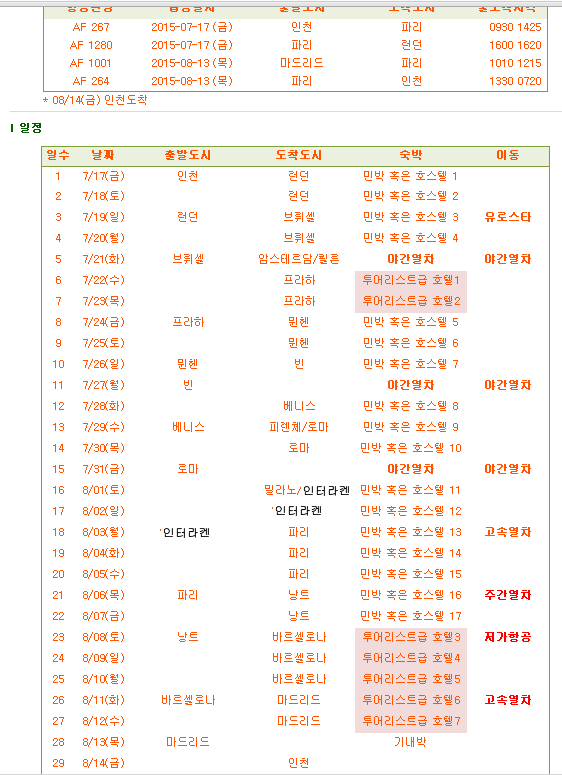 AF 267 2015-07-17 (금) 인천 파리 0930 1425
AF 1280 2015-07-17 (금) 파리 런던 1600 1620
AF 1001 2015-08-13 (목) 마드리드 파리 1010 1215
AF 264 2015-08-13 (목) 파리 인천 1330 0720
* 08/14(금) 인천도착
일정
일수 날짜 출발도시 도착도시 숙박 이동
1 7/17(금) 인천 런던 민박 혹은 호스텔 1
2 7/18(토) 런던 민박 혹은 호스텔 2
3 7/19(일) 런던 브뤼셀 민박 혹은 호스텔 3 유로스타
4 7/20(월) 브뤼셀 민박 혹은 호스텔 4
5 7/21(화) 브뤼셀 암스테르담/쾰른 야간열차 야간열차
6 7/22(수) 프라하 투어리스트급 호텔1
7 7/23(목) 프라하 투어리스트급 호텔2
8 7/24(금) 프라하 뮌헨 민박 혹은 호스텔 5
9 7/25(토) 뮌헨 민박 혹은 호스텔 6
10 7/26(일) 뮌헨 빈 민박 혹은 호스텔 7
11 7/27(월) 빈 야간열차 야간열차
12 7/28(화) 베니스 민박 혹은 호스텔 8
13 7/29(수) 베니스 피렌체/로마 민박 혹은 호스텔 9
14 7/30(목) 로마 민박 혹은 호스텔 10
15 7/31(금) 로마 야간열차 야간열차
16 8/01(토) 밀라노/인터라켄 민박 혹은 호스텔 11
17 8/02(일) '인터라켄 민박 혹은 호스텔 12
18 8/03(월) '인터라켄 파리 민박 혹은 호스텔 13 고속열차
19 8/04(화) 파리 민박 혹은 호스텔 14
20 8/05(수) 파리 민박 혹은 호스텔 15
21 8/06(목) 파리 낭트 민박 혹은 호스텔 16 주간열차
22 8/07(금) 낭트 민박 혹은 호스텔 17
23 8/08(토) 낭트 바르셀로나 투어리스트급 호텔3 저가항공
24 8/09(일) 바르셀로나 투어리스트급 호텔4
25 8/10(월) 바르셀로나 투어리스트급 호텔5
26 8/11(화) 바르셀로나 마드리드 투어리스트급 호텔6 고속열차
27 8/12(수) 마드리드 투어리스트급 호텔7
28 8/13(목) 마드리드 기내박
29 8/14(금) 인천